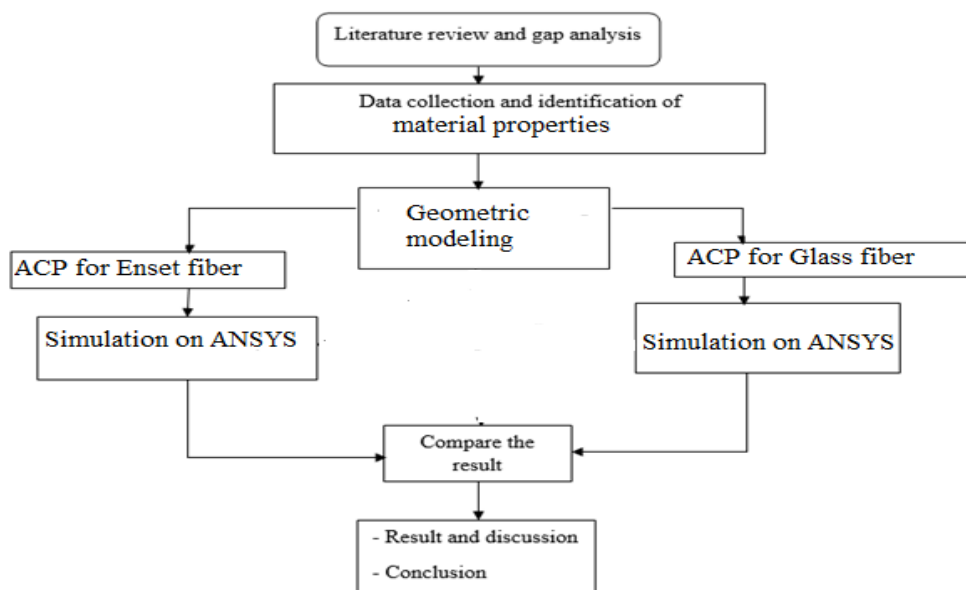 Literature review and gap analysis
Data collection and identification of
material properties
Geometric
modeling
ACP for Enset fiber
ACP for Glass fiber
Simulation on ANSYS
Simulation on ANSYS
Compare the
result
- Result and discussion
- Conclusion